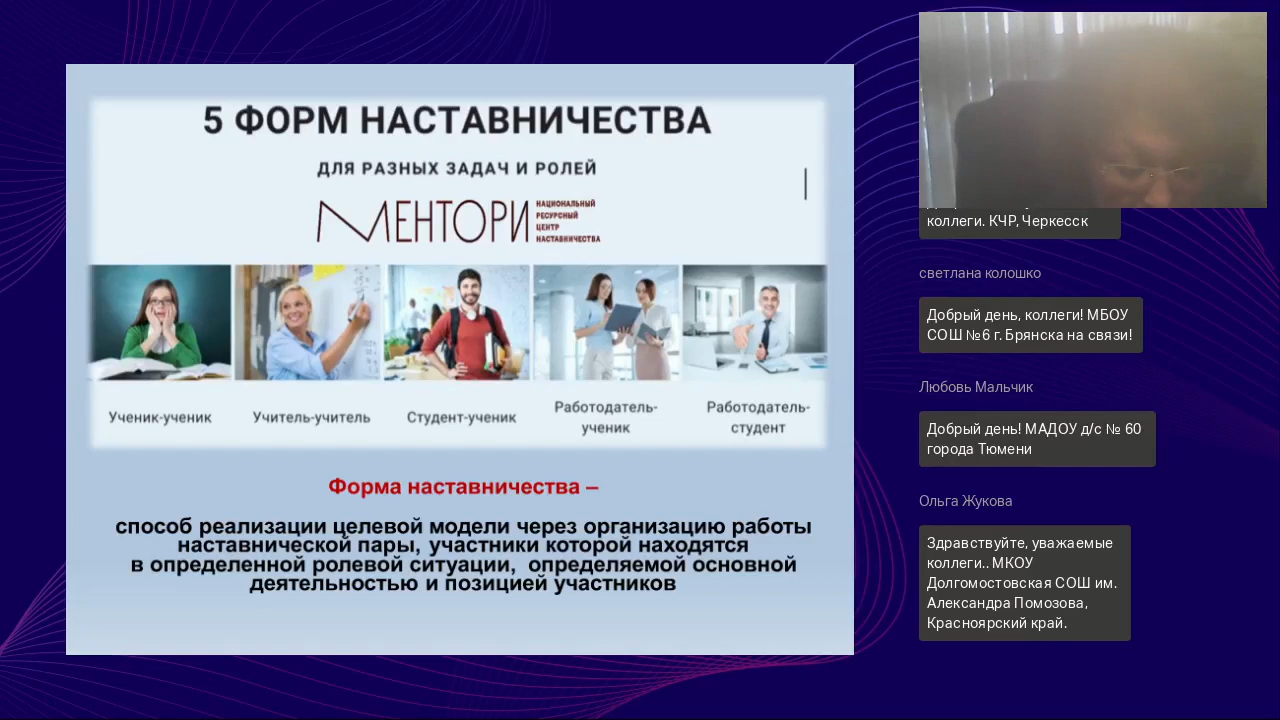 5 ФОРМ НАСТАВНИЧЕСТВА
ДЛЯ РАЗНЫХ ЗАДАЧ И РОЛЕЙ
МЕНТОРИ
НАЦИОНАЛЬНЫЙ
РЕСУРСНЫЙ
ЦЕНТР
НАСТАВНИЧЕСТВА
Ученик-ученик
Учитель-учитель
Студент-ученик
Работодатель-
ученик
Работодатель-
студент
Форма наставничества –
способ реализации целевой модели через организацию работы
наставнической пары, участники которой находятся
в определенной ролевой ситуации, определяемой основной
деятельностью и позицией участников
коллеги. КЧР, Черкесск
светлана колошко
Добрый день, коллеги! МБОУ
СОШ №6 г. Брянска на связи!
Любовь Мальчик
Добрый день! МАДОУ д/с № 60
города Тюмени
Ольга Жукова
Здравствуйте, уважаемые
коллеги.. МКОУ
Долгомостовская СОШ им.
Александра Помозова,
Красноярский край.